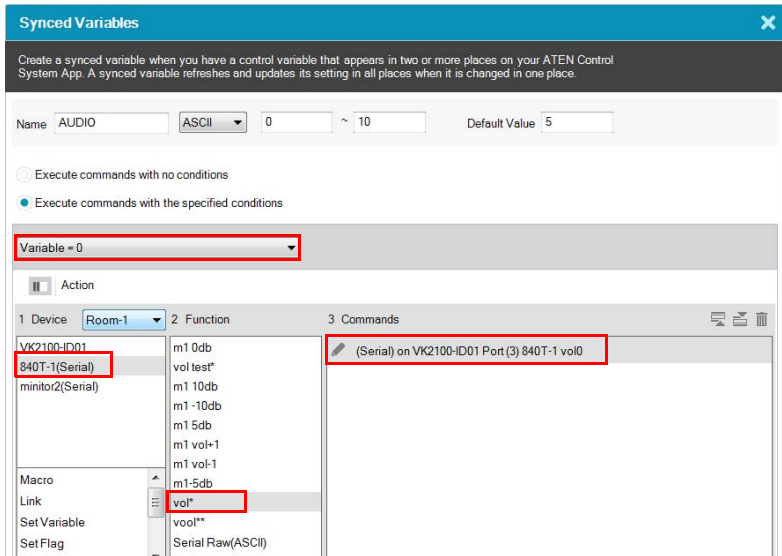 Synced Variables
Create a synced variable when you have a control variable that appears in two or more places on your ATEN Control
System App. A synced variable refreshes and updates its setting in all places when it is changed in one place.
Name AUDIO ASCII 0 ~ 10 Default Value 5
Execute commands with no conditions
Execute commands with the specified conditions
Variable = 0
Action
1 Device Room-1 2 Function 3 Commands
VK2100-ID01
840T-1(Serial)
minitor2(Serial)
Macro
Link
Set Variable
Set Flag
m1 0db
vol test*
m1 10db
m1 -10db
m1 5db
m1 vol+1
m1 vol-1
m1-5db
vol*
vool**
Serial Raw(ASCII)
(Serial) on VK2100-ID01 Port (3) 840T-1 vol0